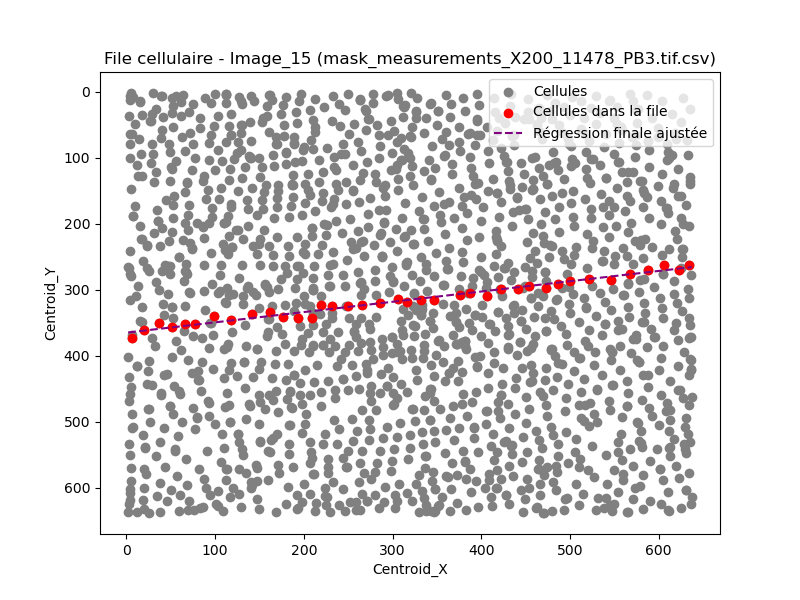 File cellulaire - Image_15 (mask_measurements_X200_11478_PB3.tif.csv)
Cellules
Cellules dans la file
Régression finale ajustée
0
100
200
300
400
500
600
Centroid_Y
0 100 200 300 400 500 600
Centroid_X